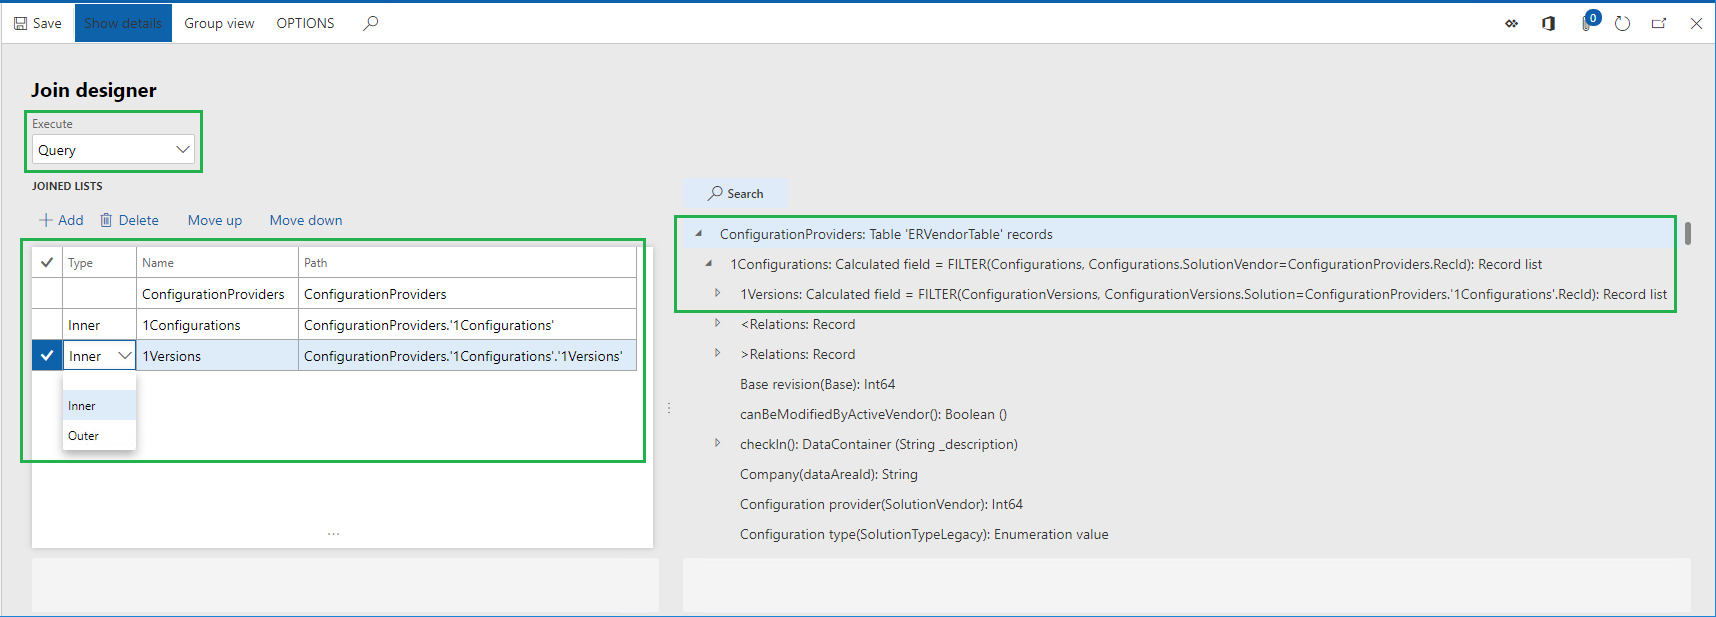 Save Show details Group view OPTIONS 0
Join designer
Execute
Query
JOINED LISTS
Add Delete Move up Move down
Type Name Path
ConfigurationProviders ConfigurationProviders
Inner 1Configurations ConfigurationProviders.'1Configurations'
Inner 1Versions ConfigurationProviders.'1Configurations'.'1Versions'
Inner
Outer
...
Search
ConfigurationProviders: Table 'ERVendorTable' records
1Configurations: Calculated field = FILTER(Configurations, Configurations.SolutionVendor=ConfigurationProviders.RecId): Record list
1Versions: Calculated field = FILTER(ConfigurationVersions, ConfigurationVersions.Solution=ConfigurationProviders.'1Configurations'.RecId): Record list
<Relations: Record
>Relations: Record
Base revision(Base): Int64
canBeModifiedByActiveVendor(): Boolean ()
checkIn(): DataContainer (String _description)
Company(dataAreaId): String
Configuration provider(SolutionVendor): Int64
Configuration type(SolutionTypeLegacy): Enumeration value